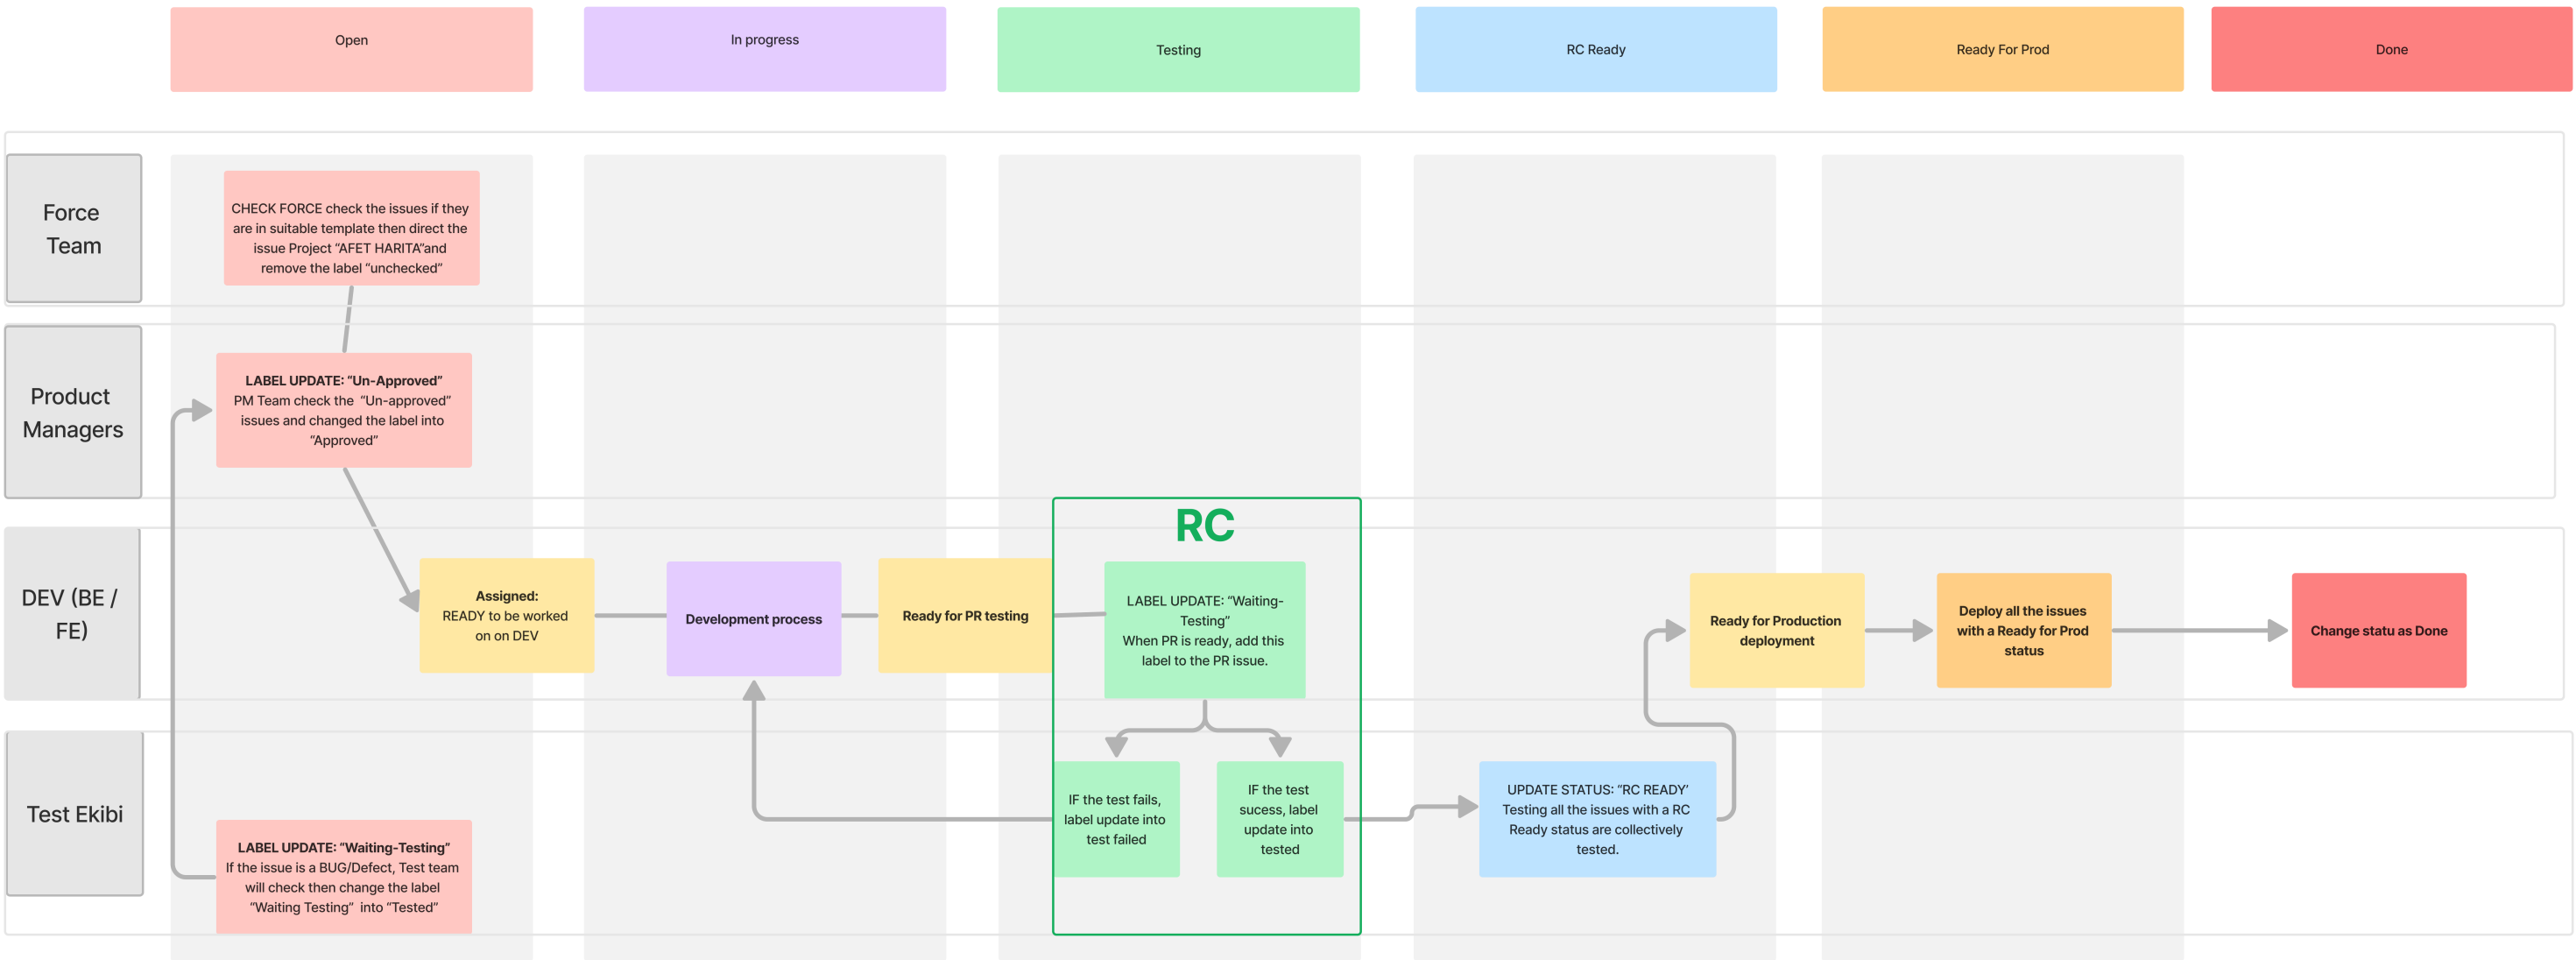 Open
In progress
Testing
RC Ready
Ready For Prod
Done
Force
Team
CHECK FORCE check the issues if they
are in suitable template then direct the
issue Project “AFET HARITA”and
remove the label “unchecked”
Product
Managers
LABEL UPDATE: “Un-Approved”
PM Team check the “Un-approved”
issues and changed the label into
“Approved”
DEV (BE /
FE)
Assigned:
READY to be worked
on on DEV
Development process
Ready for PR testing
RC
LABEL UPDATE: “Waiting-
Testing”
When PR is ready, add this
label to the PR issue.
Ready for Production
deployment
Deploy all the issues
with a Ready for Prod
status
Change statu as Done
Test Ekibi
LABEL UPDATE: “Waiting-Testing”
If the issue is a BUG/Defect, Test team
will check then change the label
“Waiting Testing” into “Tested”
IF the test fails,
label update into
test failed
IF the test
sucess, label
update into
tested
UPDATE STATUS: “RC READY’
Testing all the issues with a RC
Ready status are collectively
tested.